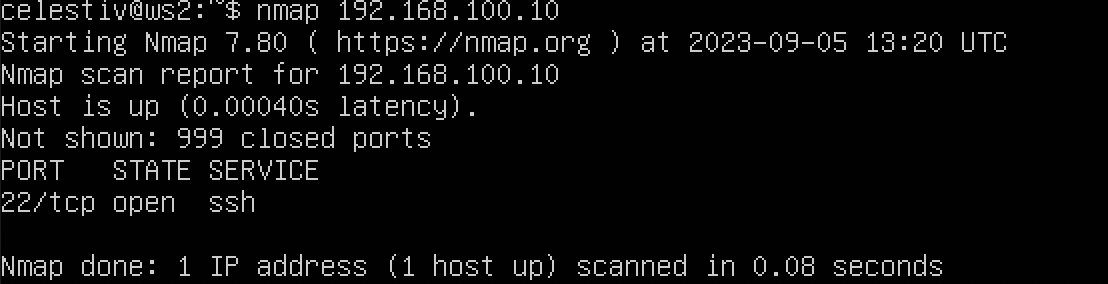 celestiv@ws2:~$ nmap 192.168.100.10
Starting Nmap 7.80 ( https://nmap.org ) at 2023-09-05 13:20 UTC
Nmap scan report for 192.168.100.10
Host is up (0.00040s latency).
Not shown: 999 closed ports
PORT   STATE SERVICE
22/tcp open  ssh

Nmap done: 1 IP address (1 host up) scanned in 0.08 seconds